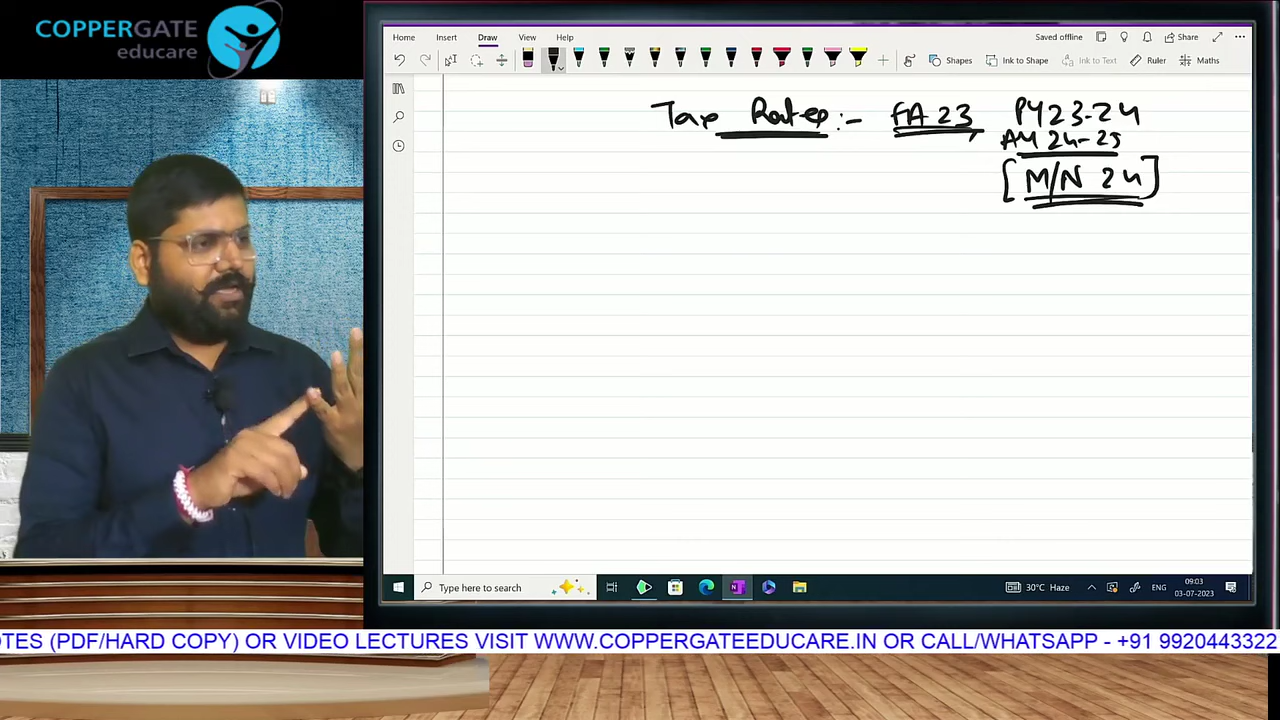 COPPERGATE
educare
Home Insert Draw View Help
Saved offline
Share
Shapes
Ink to Shape
Ink to Text
Ruler
Maths
Tax Rates :- FA 23 PY 23-24
AY 24-25
[M/N 24]
Type here to search
30°C Haze
ENG
09:03
03-07-2023
OTES (PDF/HARD COPY) OR VIDEO LECTURES VISIT WWW.COPPERGATEEDUCARE.IN OR CALL/WHATSAPP - +91 9920443322